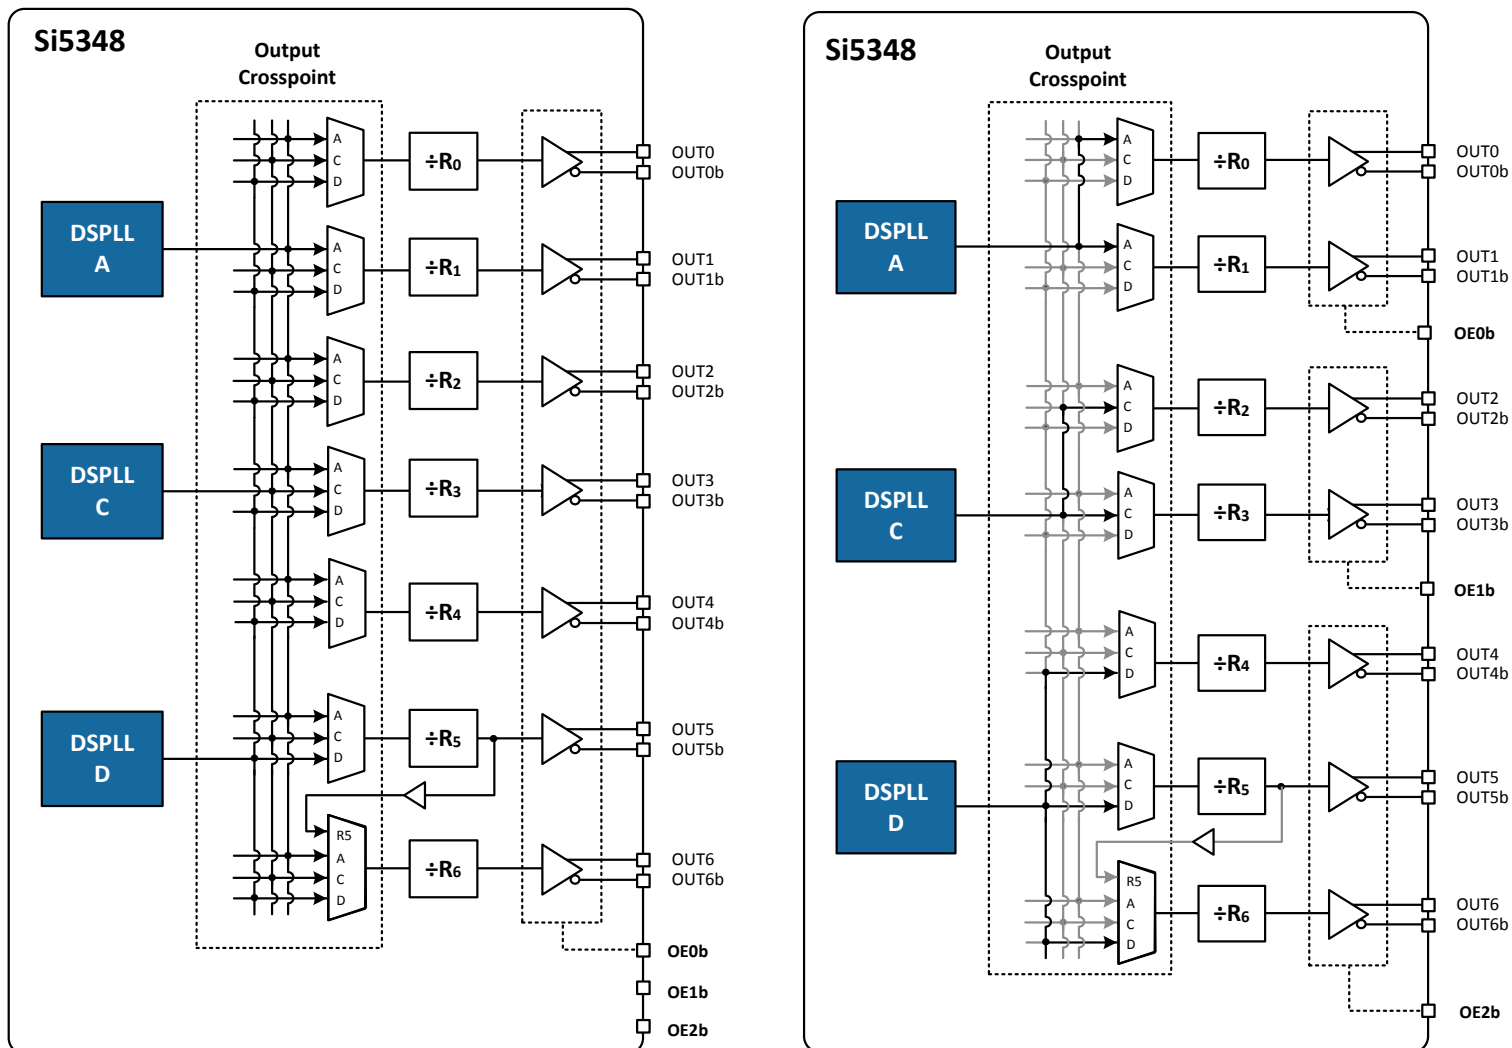 Si5348
Output
Crosspoint
A
C
D
÷R0
OUT0
OUT0b
DSPLL
A
A
C
D
÷R1
OUT1
OUT1b
A
C
D
÷R2
OUT2
OUT2b
DSPLL
C
A
C
D
÷R3
OUT3
OUT3b
A
C
D
÷R4
OUT4
OUT4b
DSPLL
D
A
C
D
÷R5
OUT5
OUT5b
R5
A
C
D
÷R6
OUT6
OUT6b
OE0b
OE1b
OE2b
Si5348
Output
Crosspoint
A
C
D
÷R0
OUT0
OUT0b
DSPLL
A
A
C
D
÷R1
OUT1
OUT1b
OE0b
A
C
D
÷R2
OUT2
OUT2b
DSPLL
C
A
C
D
÷R3
OUT3
OUT3b
OE1b
A
C
D
÷R4
OUT4
OUT4b
DSPLL
D
A
C
D
÷R5
OUT5
OUT5b
R5
A
C
D
÷R6
OUT6
OUT6b
OE2b